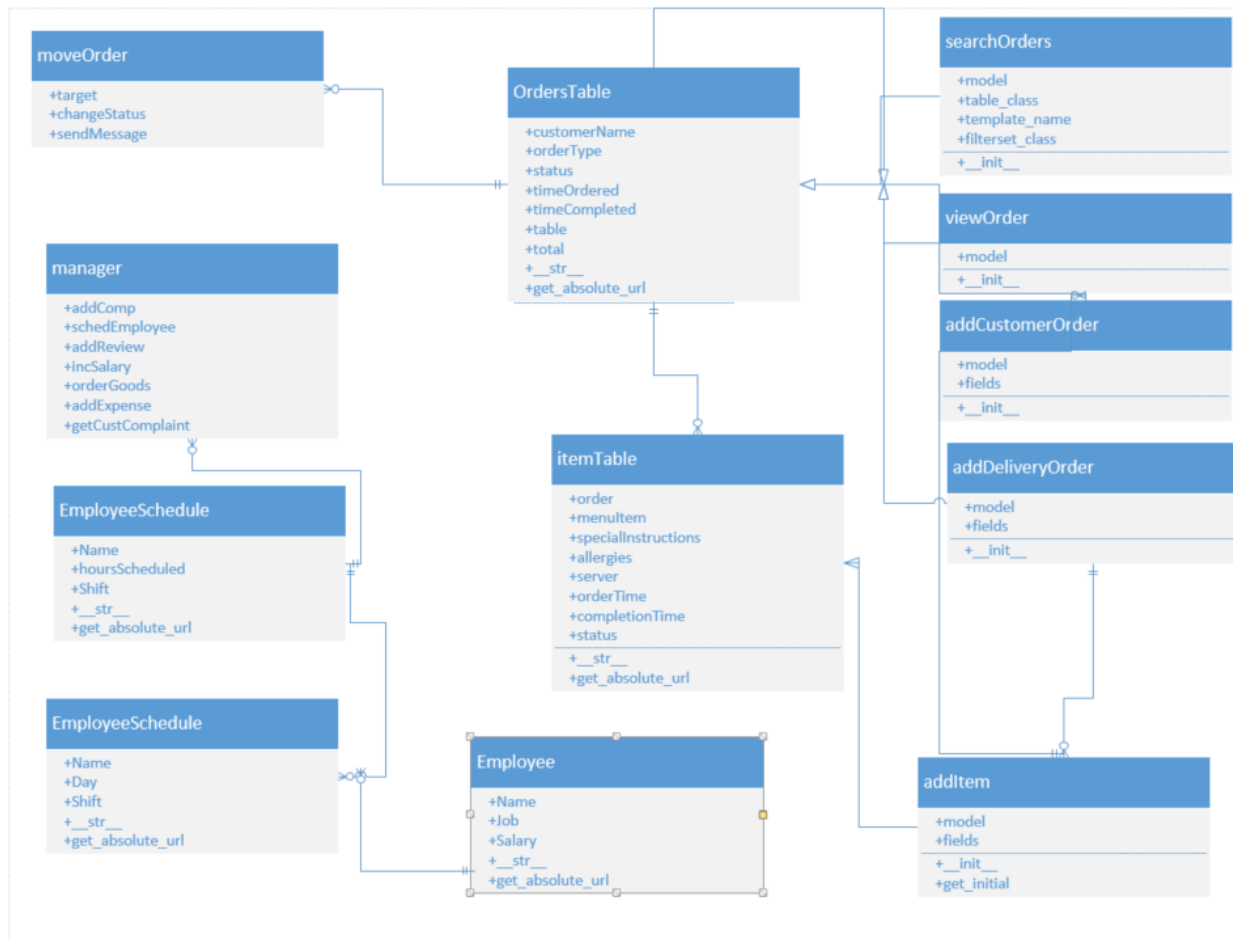 moveOrder
+target
+changeStatus
+sendMessage
OrdersTable
+customerName
+orderType
+status
+timeOrdered
+timeCompleted
+table
+total
+__str__
+get_absolute_url
searchOrders
+model
+table_class
+template_name
+filterset_class
+__init__
viewOrder
+model
+__init__
addCustomerOrder
+model
+fields
+__init__
manager
+addComp
+schedEmployee
+addReview
+incSalary
+orderGoods
+addExpense
+getCustComplaint
itemTable
+order
+menuItem
+specialInstructions
+allergies
+server
+orderTime
+completionTime
+status
+__str__
+get_absolute_url
addDeliveryOrder
+model
+fields
+__init__
EmployeeSchedule
+Name
+hoursScheduled
+Shift
+__str__
+get_absolute_url
EmployeeSchedule
+Name
+Day
+Shift
+__str__
+get_absolute_url
Employee
+Name
+Job
+Salary
+__str__
+get_absolute_url
addItem
+model
+fields
+__init__
+get_initial